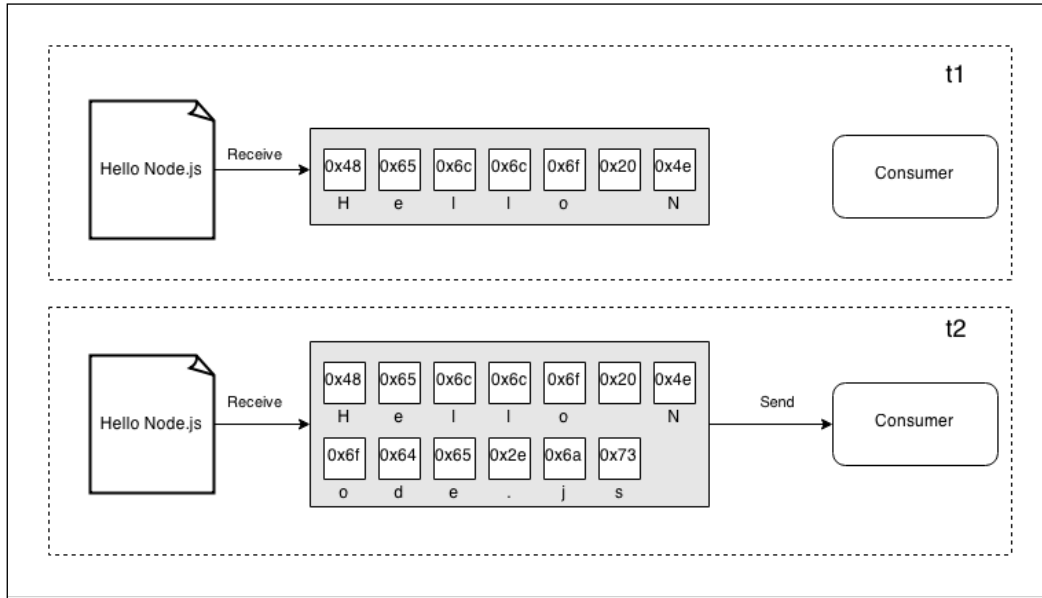 t1
Hello Node.js
Receive
0x48 0x65 0x6c 0x6c 0x6f 0x20 0x4e
H e l l o N
Consumer
t2
Hello Node.js
Receive
0x48 0x65 0x6c 0x6c 0x6f 0x20 0x4e
H e l l o N
0x6f 0x64 0x65 0x2e 0x6a 0x73
o d e . j s
Send
Consumer